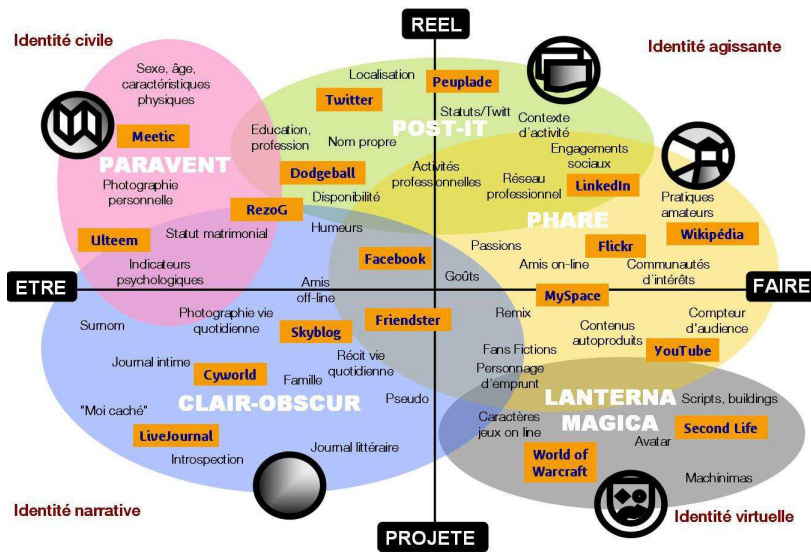 REEL
Identité civile
Identité agissante
Sexe, âge,
caractéristiques
physiques
Localisation
Peuplade
Twitter
Statuts/Twitt
Meetic
Education,
profession
Nom propre
POST-IT
Contexte
d'activité
PARAVENT
Dodgeball
Activités
professionnelles
Engagements
sociaux
Réseau
professionnel
LinkedIn
Photographie
personnelle
Disponibilité
RezoG
Humeurs
PHARE
Pratiques
amateurs
Wikipédia
Ulteem
Statut matrimonial
Facebook
Passions
Flickr
Indicateurs
psychologiques
Amis
off-line
Goûts
Amis on-line
Communautés
d'intérêts
ETRE
FAIRE
MySpace
Surnom
Photographie vie
quotidienne
Skyblog
Friendster
Remix
Contenus
autoproduits
Compteur
d'audience
Journal intime
Récit vie
quotidienne
Fans Fictions
YouTube
Cyworld
Famille
Personnage
d'emprunt
CLAIR-OBSCUR
Pseudo
LANTERNA
MAGICA
Scripts, buildings
"Moi caché"
Caractères
jeux on line
LiveJournal
Second Life
Journal littéraire
Avatar
Introspection
World of
Warcraft
Machinimas
Identité narrative
Identité virtuelle
PROJETE